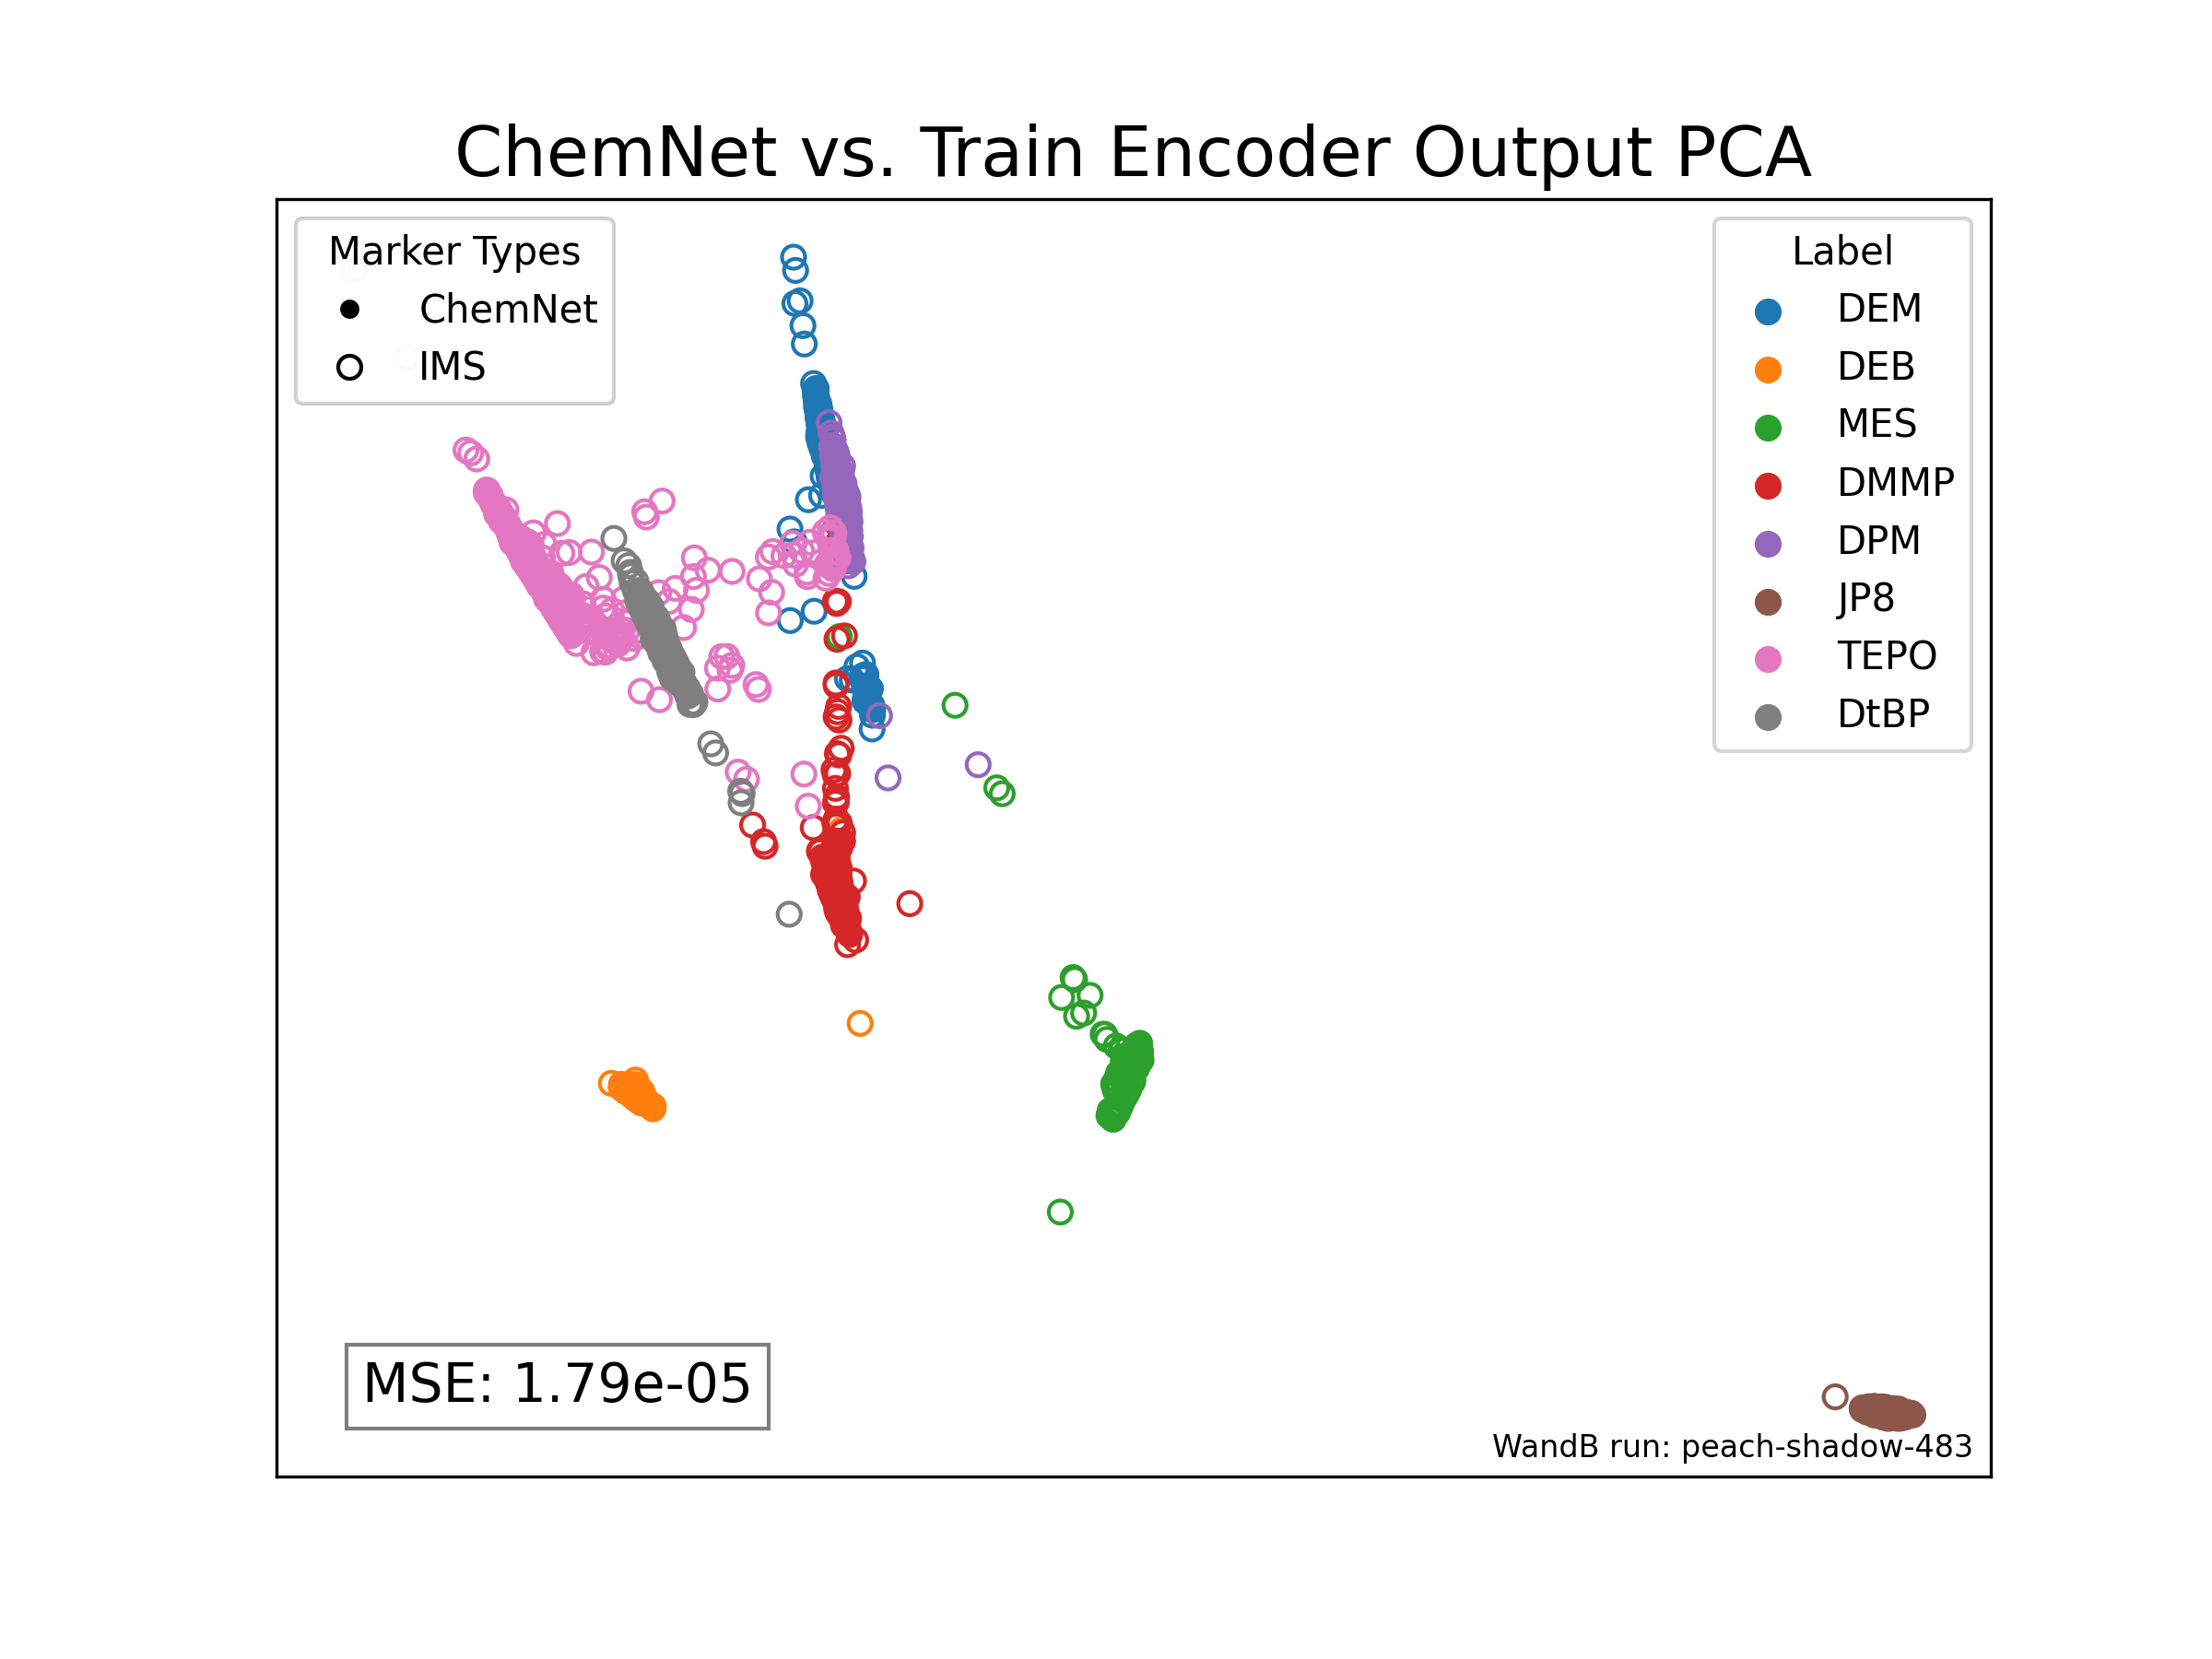 ChemNet vs. Train Encoder Output PCA
Marker Types
ChemNet
IMS
Label
DEM
DEB
MES
DMMP
DPM
JP8
TEPO
DtBP
MSE: 1.79e-05
WandB run: peach-shadow-483